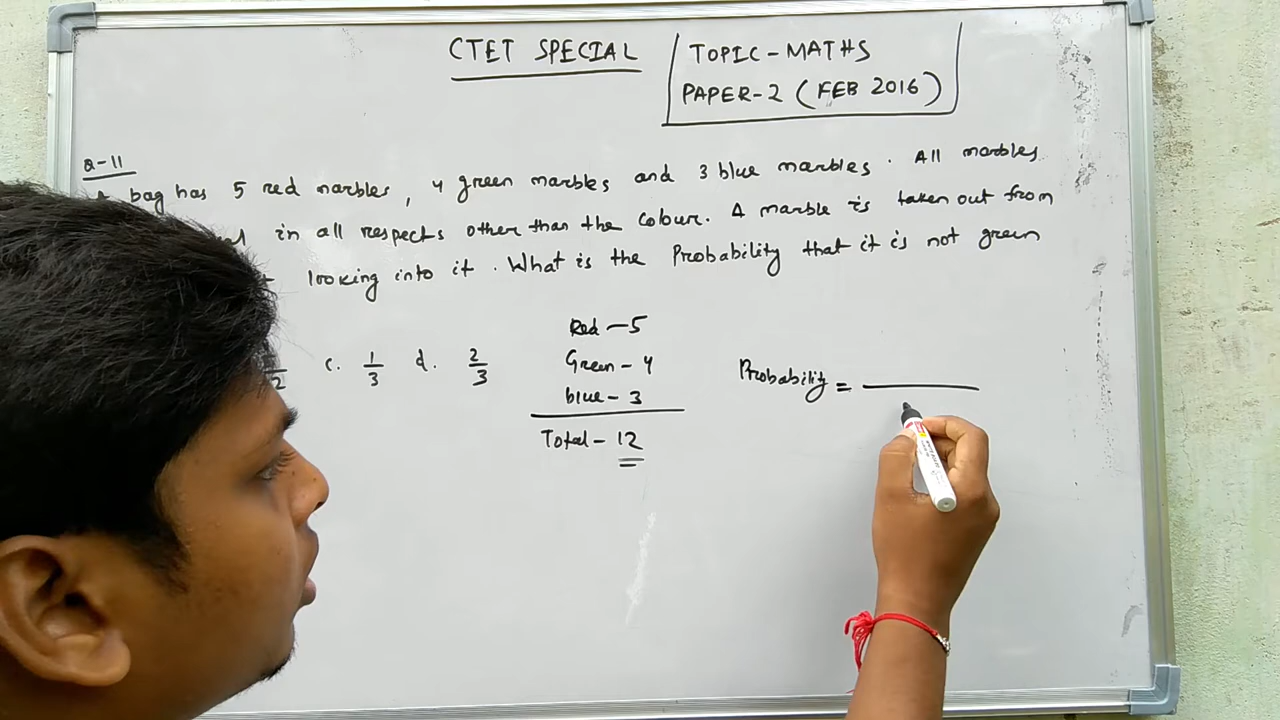 CTET SPECIAL
TOPIC-MATHS
PAPER-2 (FEB 2016)
Q-11
bag has 5 red marbles, 4 green marbles and 3 blue marbles. All marbles
in all respects other than the colour. A marble is taken out from
looking into it. What is the Probability that it is not green
c. 1/3 d. 2/3
Red - 5
Green - 4
blue - 3
Total - 12
Probability =